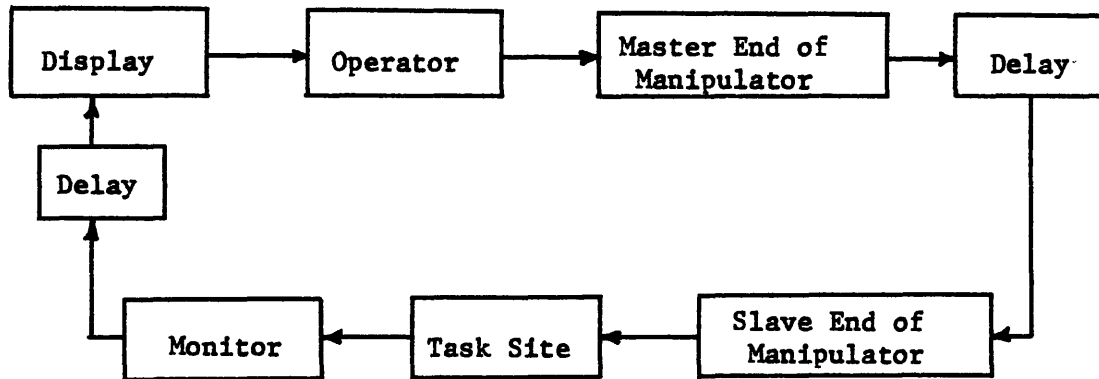 Display
Operator
Master End of
Manipulator
Delay
Delay
Monitor
Task Site
Slave End of
Manipulator